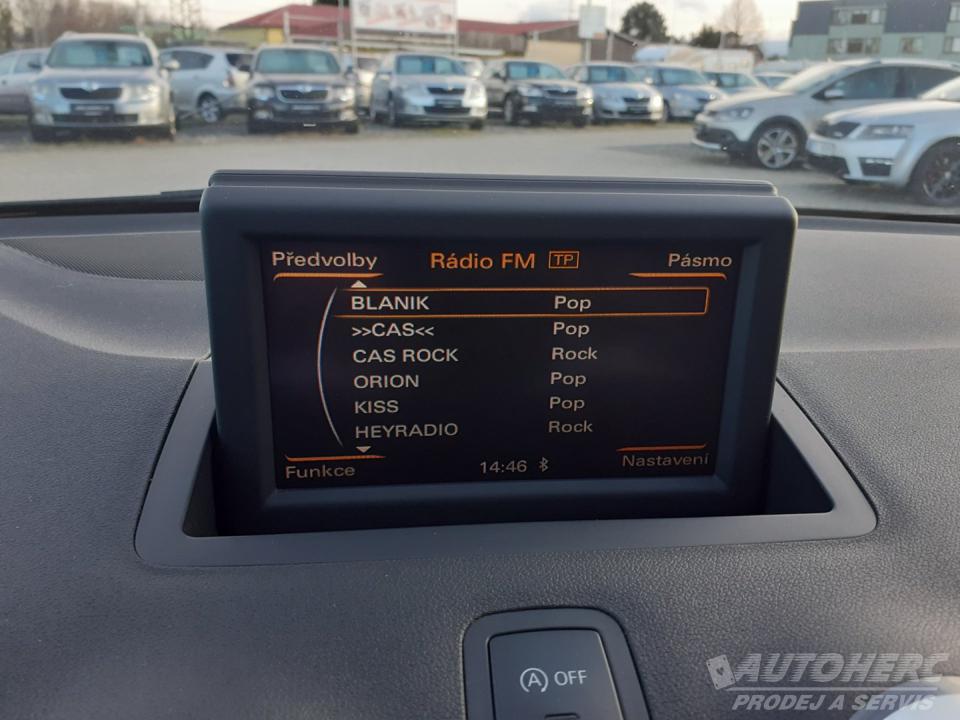 Předvolby Rádio FM TP Pásmo
BLANIK Pop
>>CAS<< Pop
CAS ROCK Rock
ORION Pop
KISS Pop
HEYRADIO Rock
Funkce 14:46 Nastavení
A OFF
AUTOHERC
PRODEJ A SERVIS